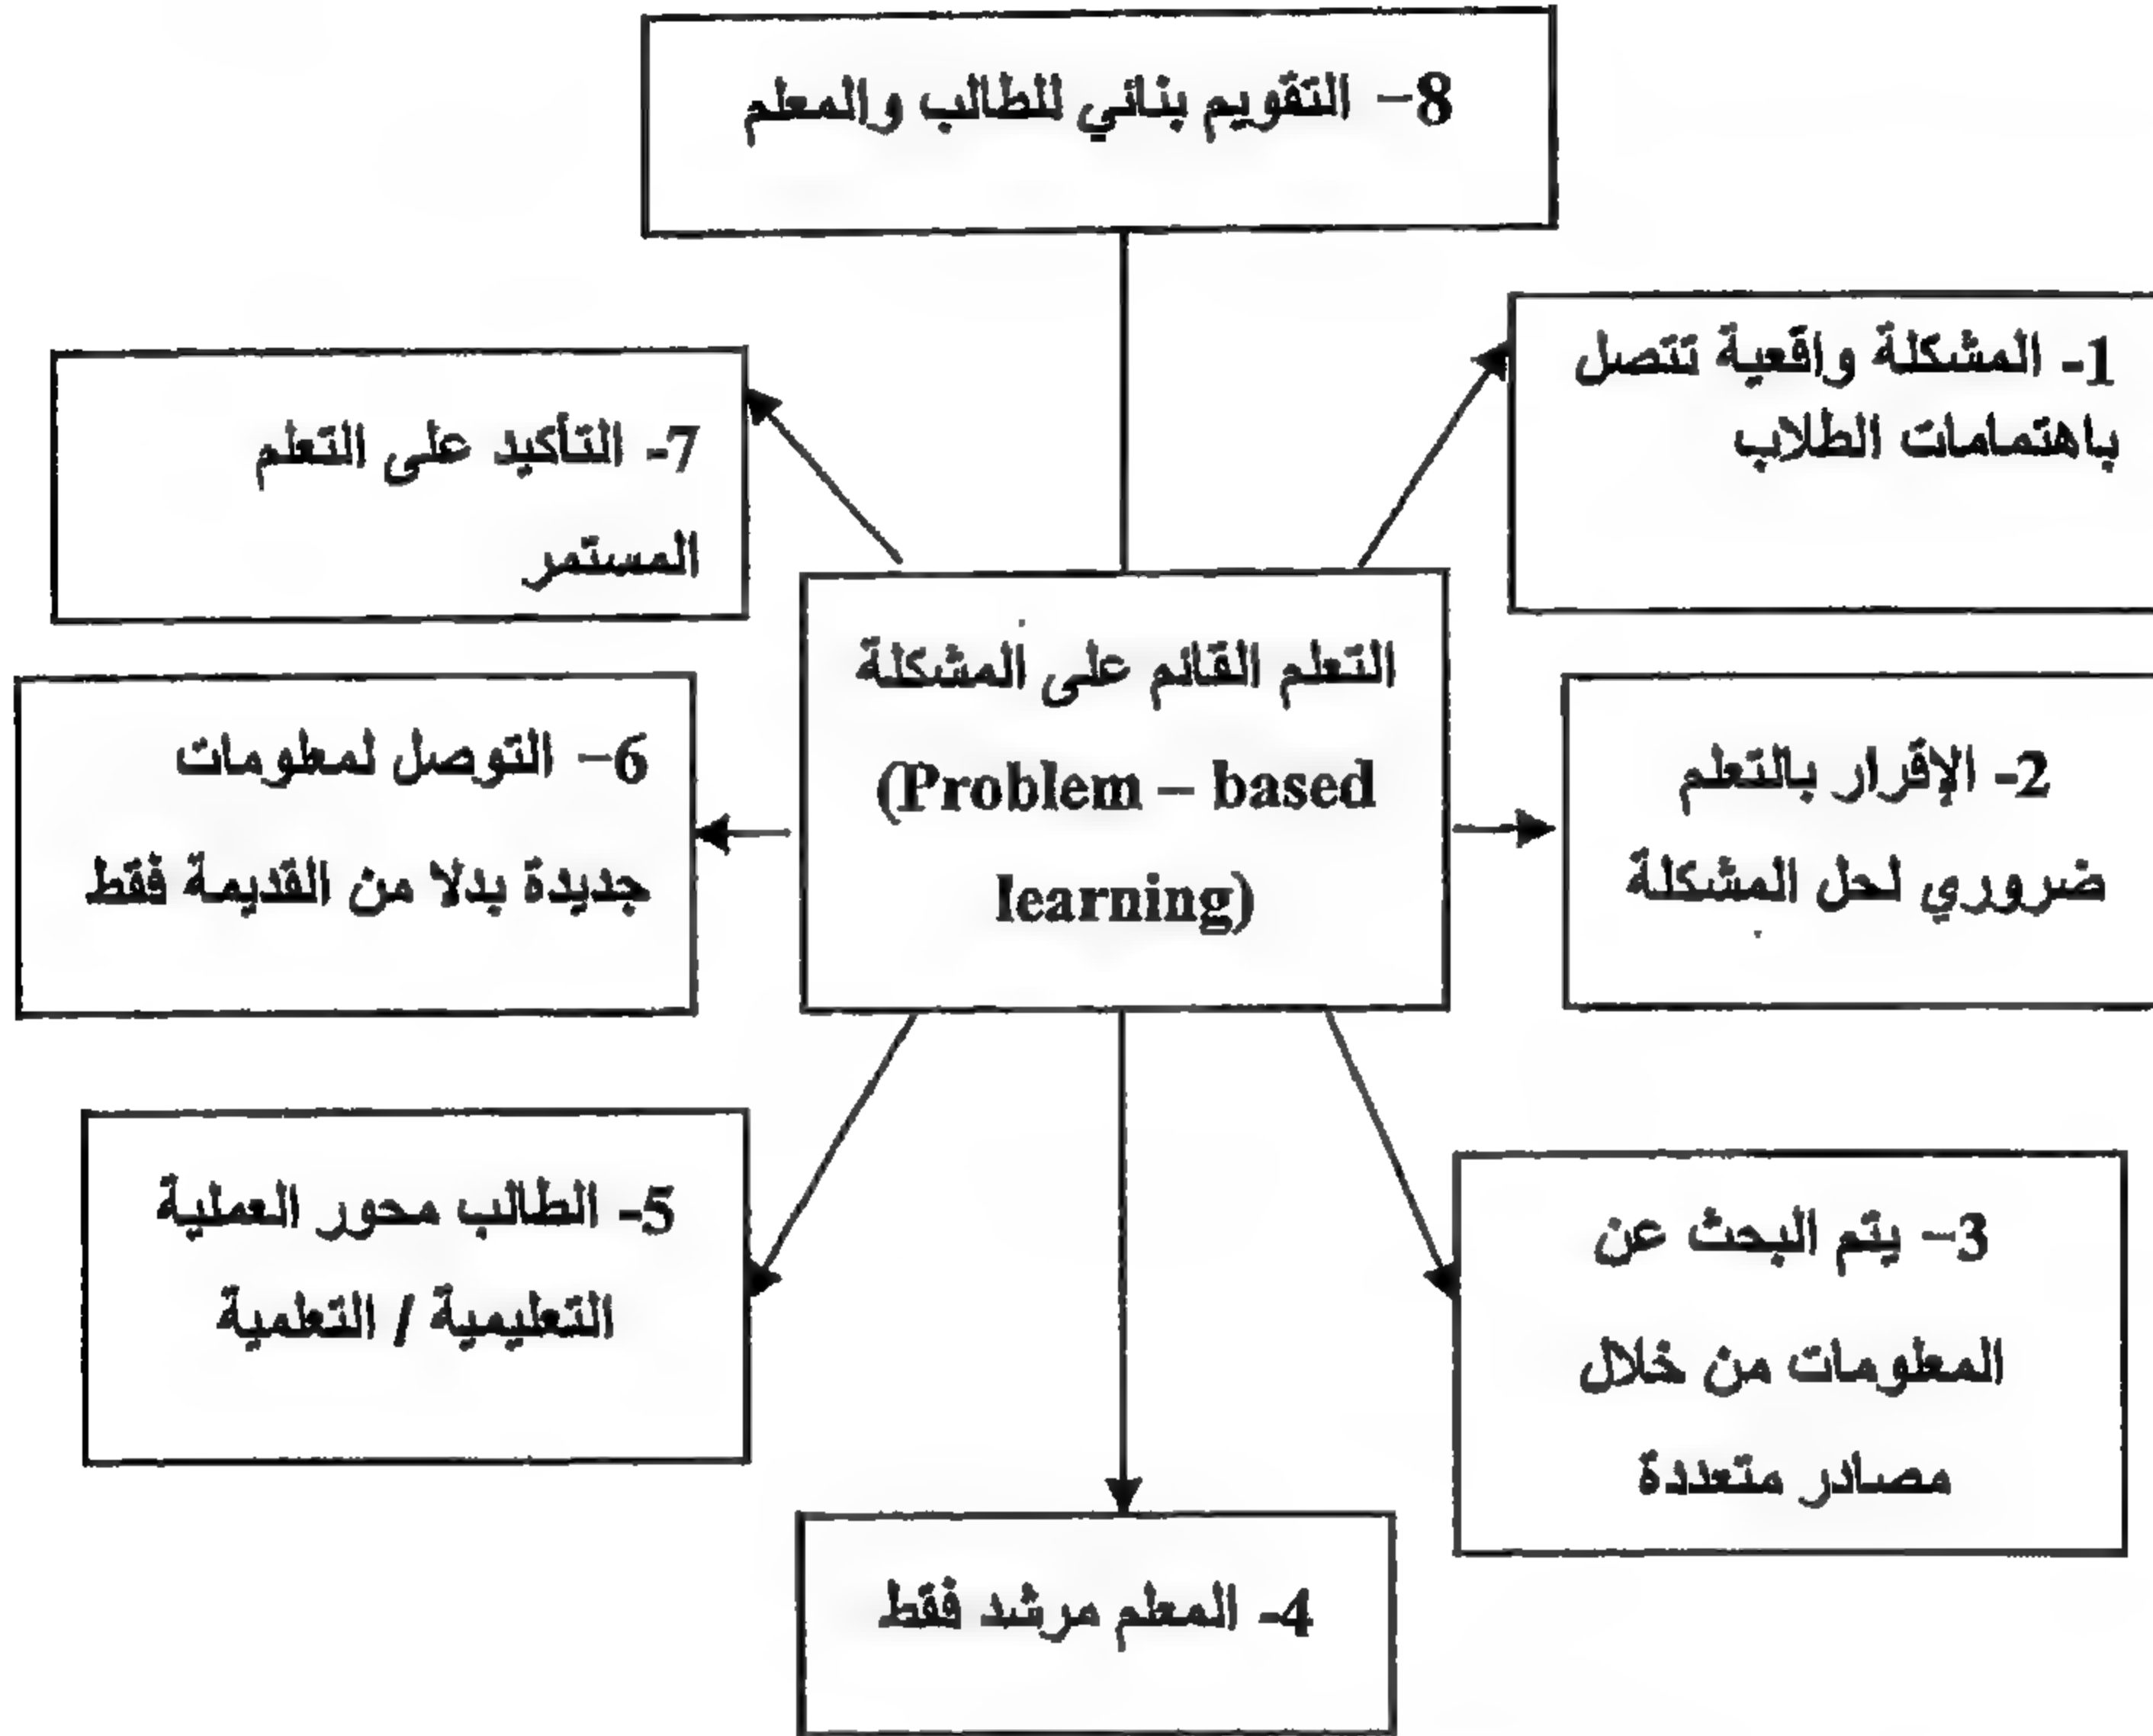 8– التقويم بنائي للطالب والمعلم
1- المشكلة واقعية تتصل
باهتمامات الطلاب
7- التأكيد على التعلم
المستمر
التعلم القائم على المشكلة
(Problem – based
learning)
2- الإقرار بالتعلم
ضروري لحل المشكلة
6– التوصل لمعلومات
جديدة بدلا من القديمة فقط
3– يتم البحث عن
المعلومات من خلال
مصادر متعددة
5- الطالب محور العملية
التعليمية / التعلمية
4- المعلم مرشد فقط